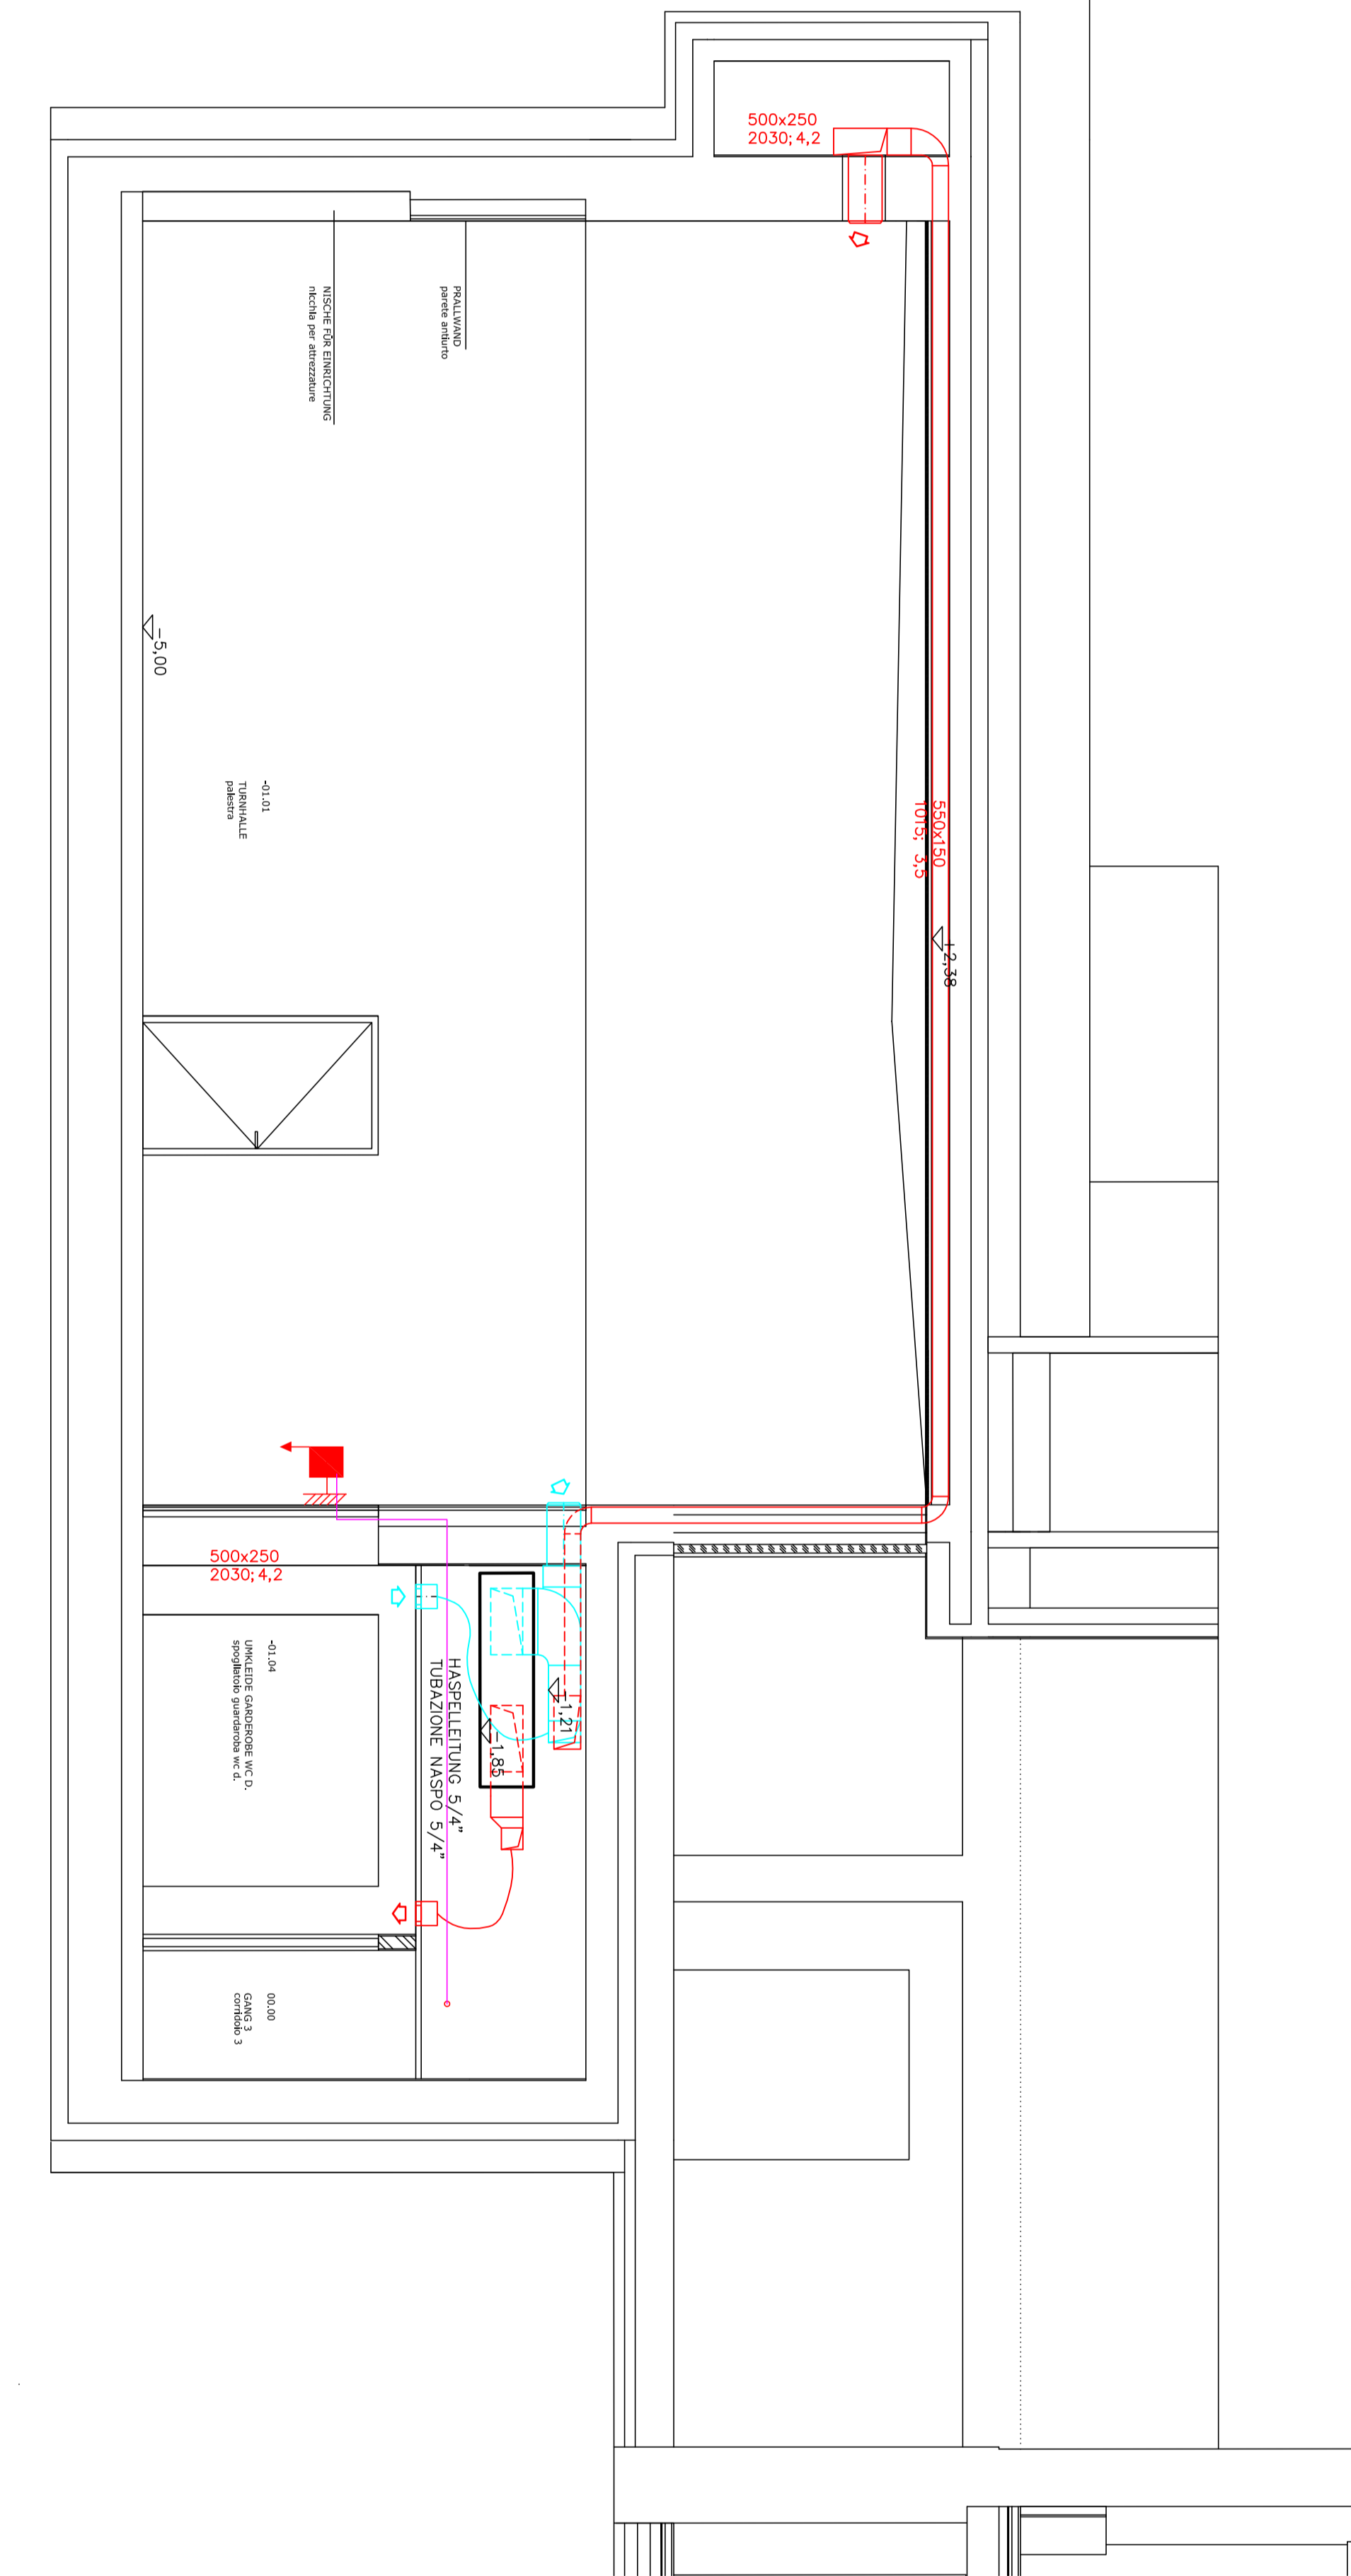 500x250
2030; 4,2
PRALLWAND
parete antiurto
NISCHE FÜR EINRICHTUNG
nicchia per attrezzature
-5,00
-01.01
TURNHALLE
palestra
550x150
1015; 3,5
+2,38
500x250
2030; 4,2
-01.04
UMKLEIDE GARDEROBE WC D.
spogliatoio guardaroba wc d.
HASPELLEITUNG 5/4"
TUBAZIONE NASPO 5/4"
-1,21
-1,85
00.00
GANG 3
corridoio 3